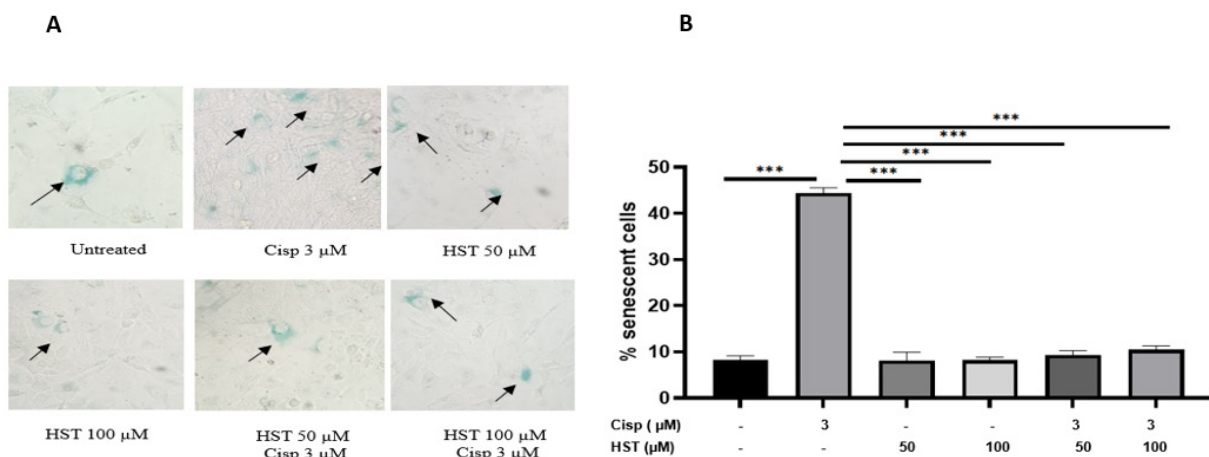 A
Untreated
Cisp 3 µM
HST 50 µM
HST 100 µM
HST 50 µM
Cisp 3 µM
HST 100 µM
Cisp 3 µM
B
***
***
***
***
***
% senescent cells
50
40
30
20
10
0
Cisp ( µM) - 3 - - 3 3
HST (µM) - - 50 100 50 100